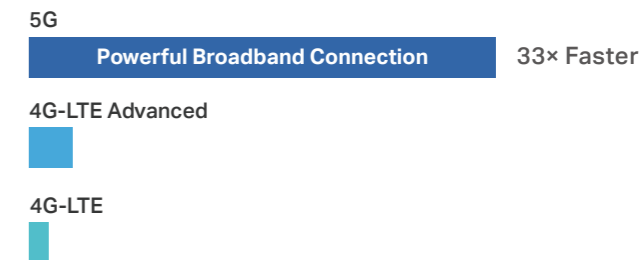 5G
Powerful Broadband Connection 33× Faster
4G-LTE Advanced
4G-LTE